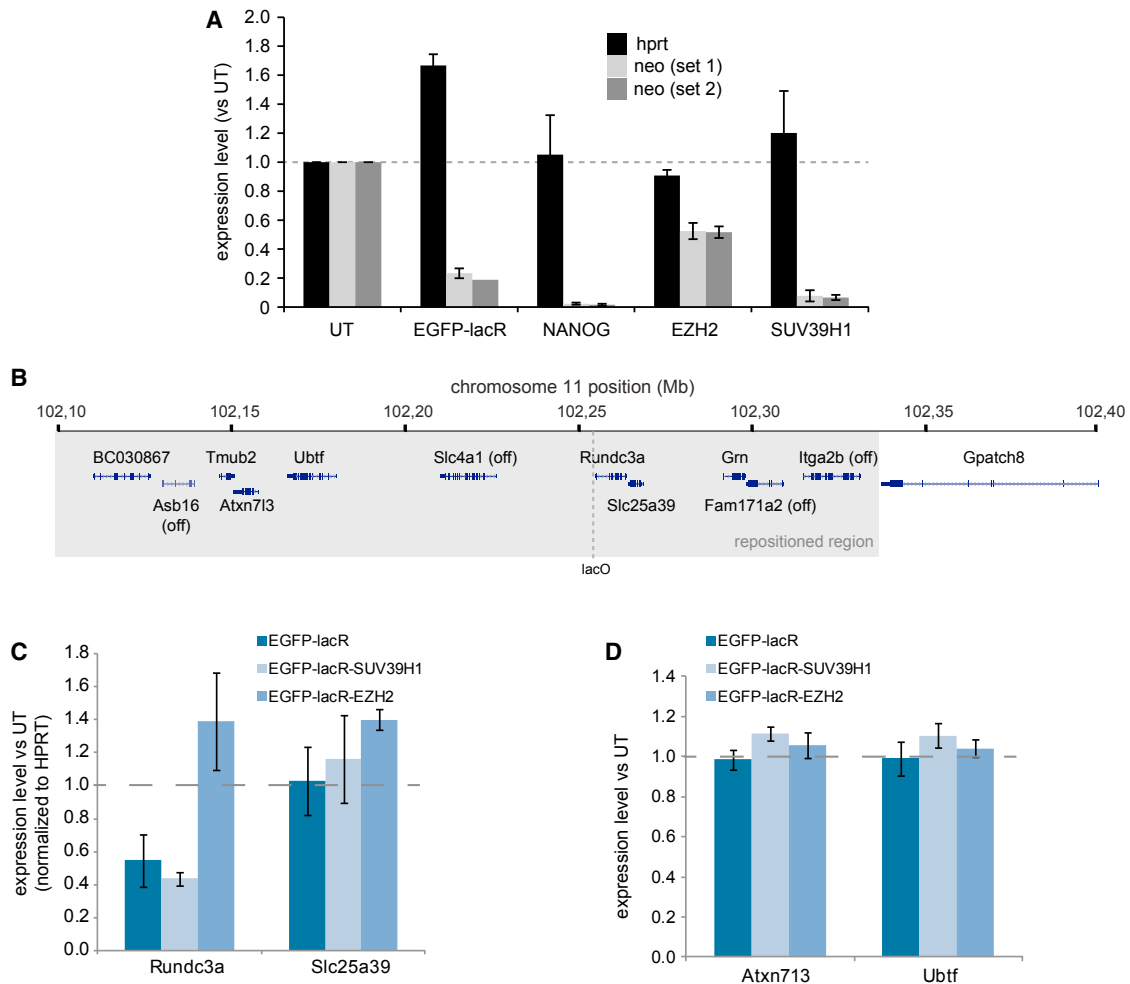 A
expression level (vs UT)
2.0
1.8
1.6
1.4
1.2
1.0
0.8
0.6
0.4
0.2
0
hprt
neo (set 1)
neo (set 2)
UT EGFP-lacR NANOG EZH2 SUV39H1
B
chromosome 11 position (Mb)
102,10 102,15 102,20 102,25 102,30 102,35 102,40
BC030867 Tmub2 Ubtf Slc4a1 (off) Rundc3a Grn Itga2b (off) Gpatch8
Asb16 Atxn7l3 Slc25a39 Fam171a2 (off)
(off)
repositioned region
lacO
C
expression level vs UT
(normalized to HPRT)
1.8
1.6
1.4
1.2
1.0
0.8
0.6
0.4
0.2
0.0
EGFP-lacR
EGFP-lacR-SUV39H1
EGFP-lacR-EZH2
Rundc3a Slc25a39
D
expression level vs UT
1.4
1.2
1.0
0.8
0.6
0.4
0.2
0.0
EGFP-lacR
EGFP-lacR-SUV39H1
EGFP-lacR-EZH2
Atxn713 Ubtf